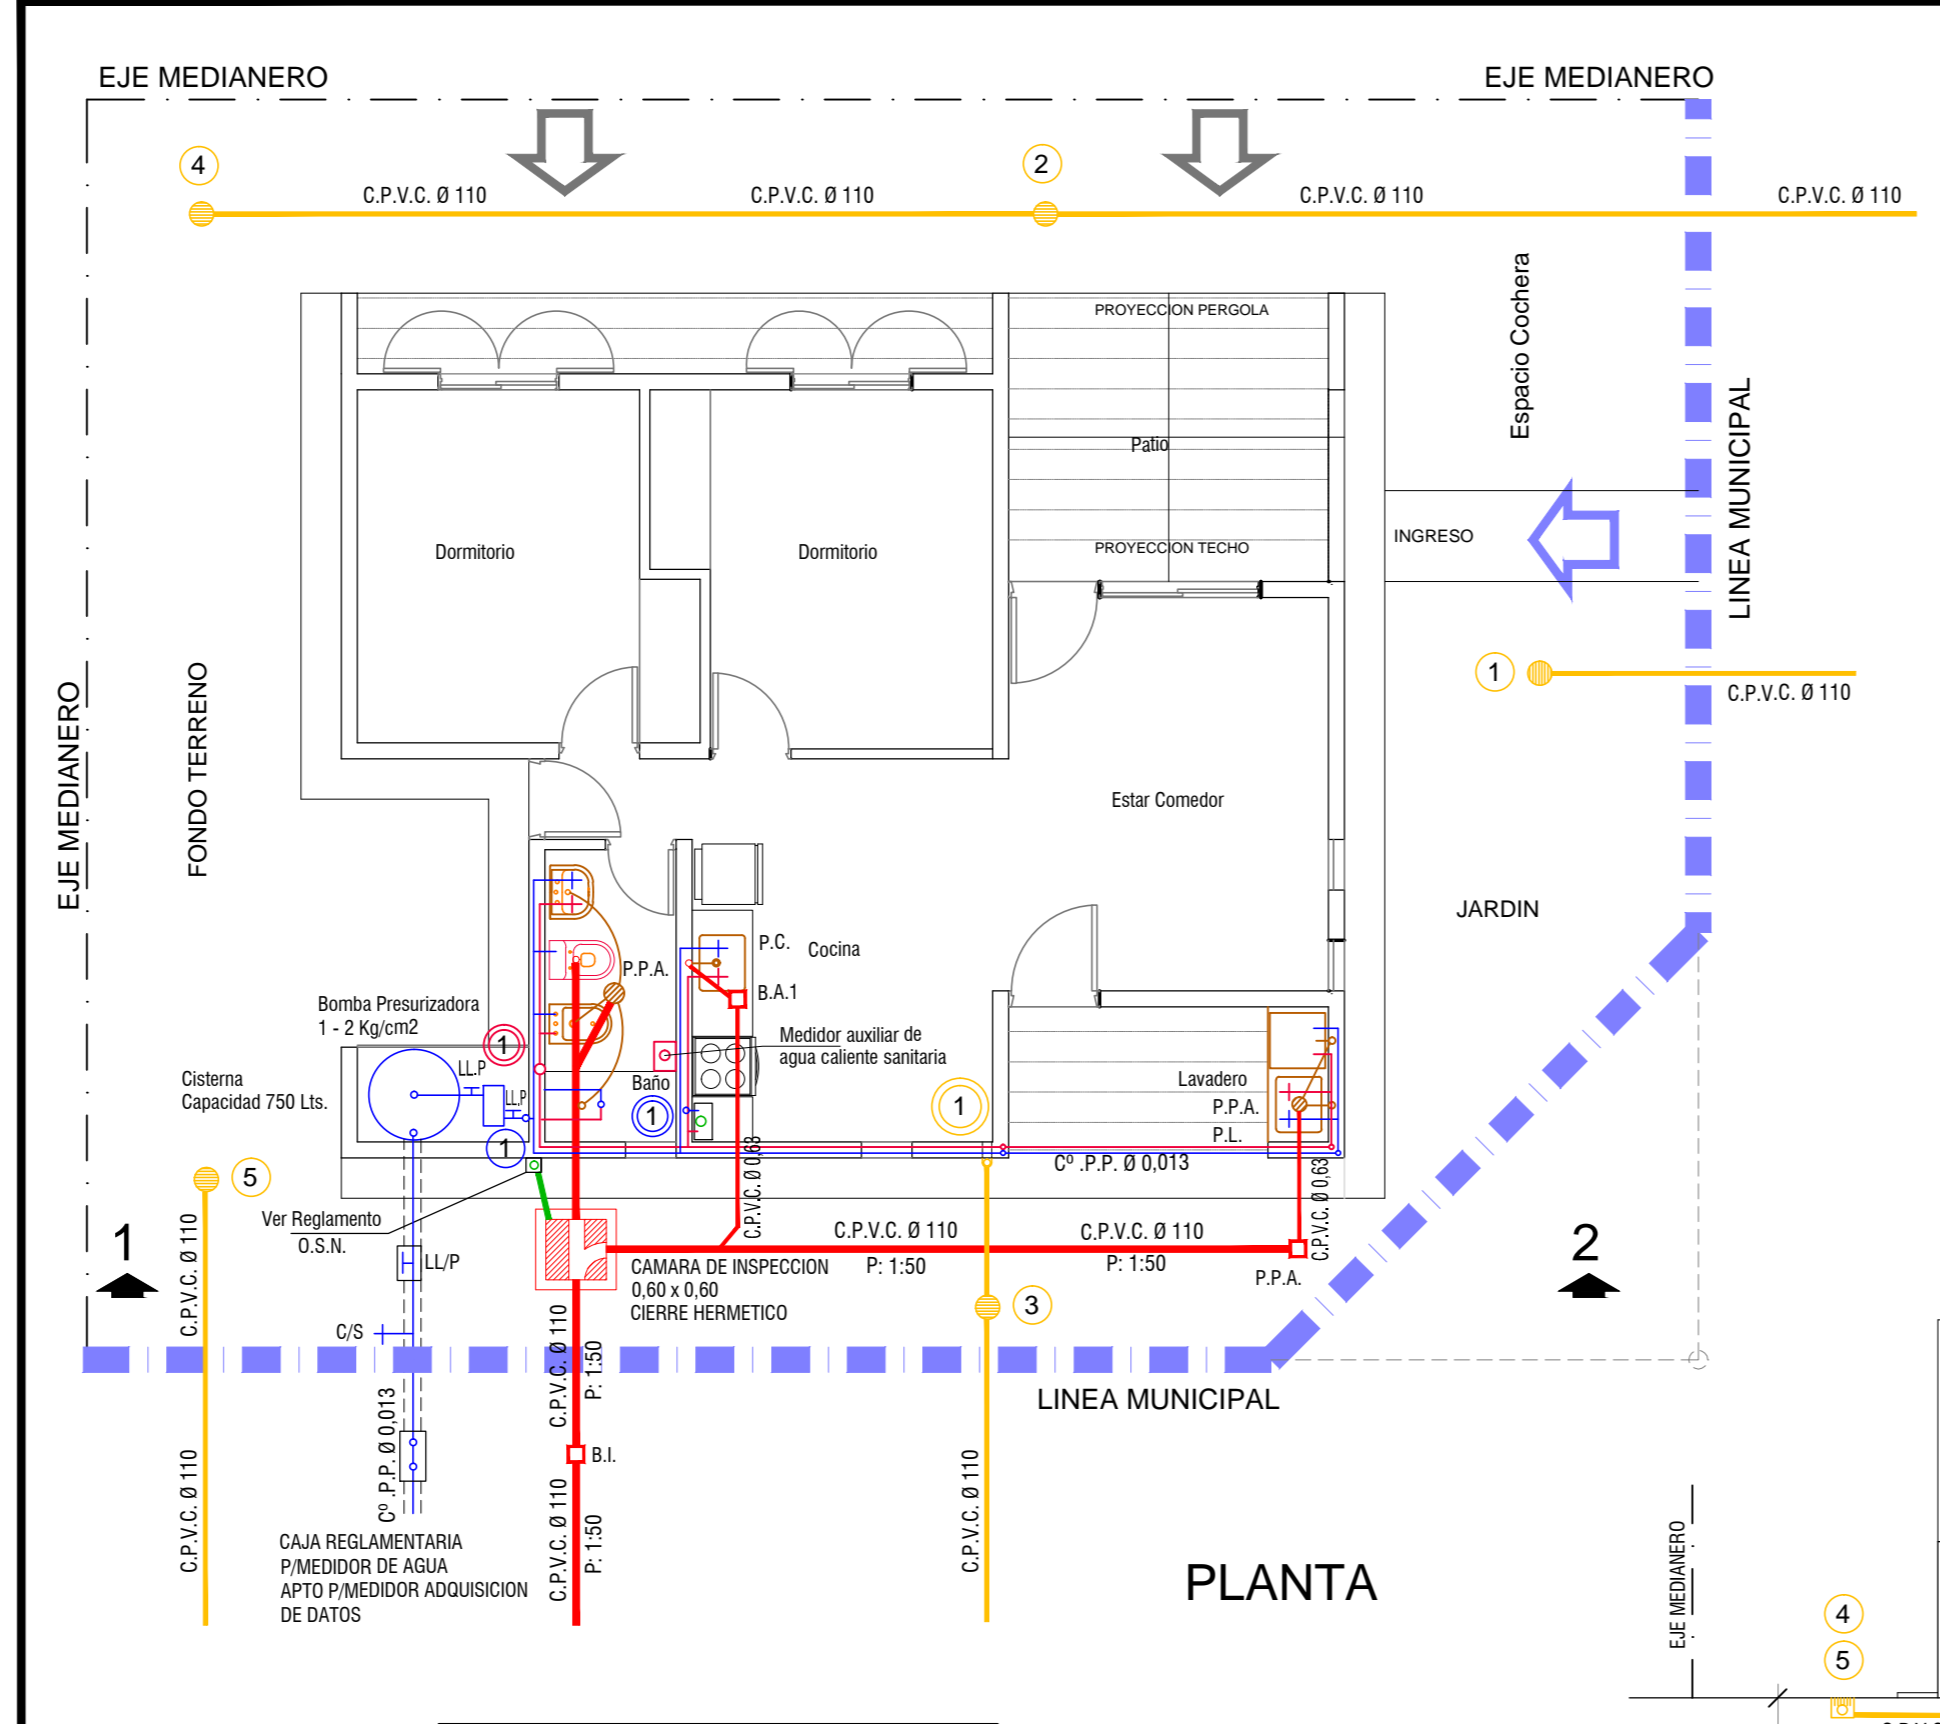 EJE MEDIANERO
EJE MEDIANERO
4
2
C.P.V.C. Ø 110
C.P.V.C. Ø 110
C.P.V.C. Ø 110
C.P.V.C. Ø 110
PROYECCION PERGOLA
Espacio Cochera
Patio
LINEA MUNICIPAL
Dormitorio
Dormitorio
PROYECCION TECHO
INGRESO
1
C.P.V.C. Ø 110
EJE MEDIANERO
FONDO TERRENO
Estar Comedor
JARDIN
P.C.
Cocina
P.P.A.
B.A.1
Bomba Presurizadora
1 - 2 Kg/cm2
1
Medidor auxiliar de
agua caliente sanitaria
LL.P
Cisterna
Capacidad 750 Lts.
LL.P
Baño
1
1
Lavadero
P.P.A.
P.L.
1
Cº .P.P. Ø 0,013
C.P.V.C. Ø 0,63
C.P.V.C. Ø 0,63
5
Ver Reglamento
O.S.N.
C.P.V.C. Ø 110
1
2
LL/P
C.P.V.C. Ø 110
C.P.V.C. Ø 110
P: 1:50
P: 1:50
CAMARA DE INSPECCION
0,60 x 0,60
CIERRE HERMETICO
P.P.A.
3
C/S
C.P.V.C. Ø 110
P: 1:50
LINEA MUNICIPAL
Cº .P.P. Ø 0,013
B.I.
C.P.V.C. Ø 110
C.P.V.C. Ø 110
P: 1:50
C.P.V.C. Ø 110
CAJA REGLAMENTARIA
P/MEDIDOR DE AGUA
APTO P/MEDIDOR ADQUISICION
DE DATOS
PLANTA
EJE MEDIANERO
4
5